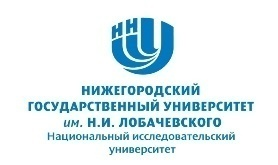 ННГУ
НИЖЕГОРОДСКИЙ
ГОСУДАРСТВЕННЫЙ УНИВЕРСИТЕТ
им. Н.И. ЛОБАЧЕВСКОГО
Национальный исследовательский
университет